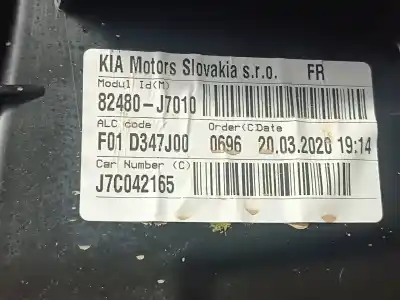 KIA Motors Slovakia s.r.o. FR
Modul Id(M)
82480-J7010
ALC code Order(C)Date
F01 D347J00 0696 20.03.2020 19:14
Car Number (C)
J7C042165